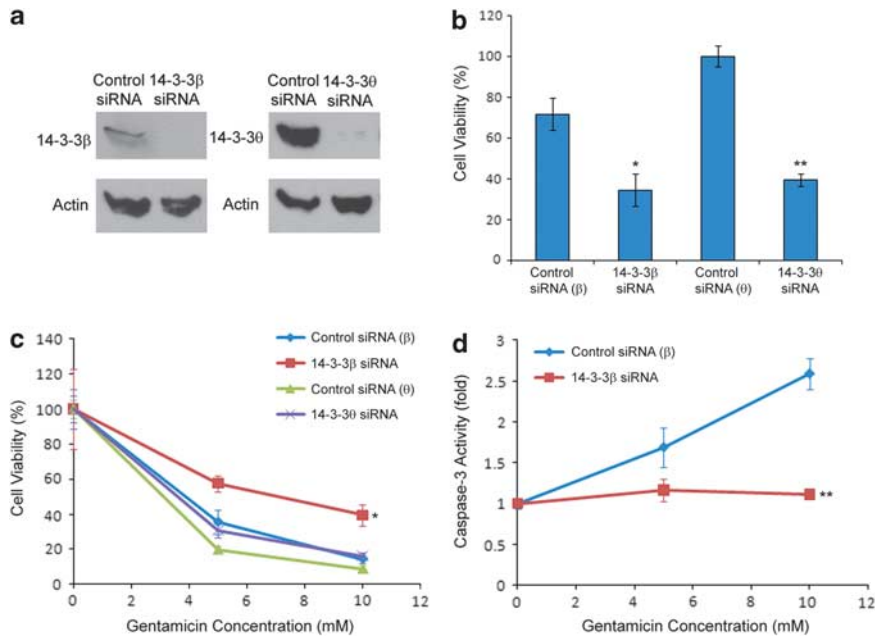 a
Control 14-3-3β
siRNA siRNA
14-3-3β
Actin
Control 14-3-3θ
siRNA siRNA
14-3-3θ
Actin
b
Cell Viability (%)
120
100
80
60
40
20
0
*
**
Control
siRNA (β)
14-3-3β
siRNA
Control
siRNA (θ)
14-3-3θ
siRNA
c
Cell Viability (%)
140
120
100
80
60
40
20
0
Control siRNA (β)
14-3-3β siRNA
Control siRNA (θ)
14-3-3θ siRNA
*
0 2 4 6 8 10 12
Gentamicin Concentration (mM)
d
Caspase-3 Activity (fold)
3
2.5
2
1.5
1
0.5
0
Control siRNA (β)
14-3-3β siRNA
**
0 2 4 6 8 10 12
Gentamicin Concentration (mM)